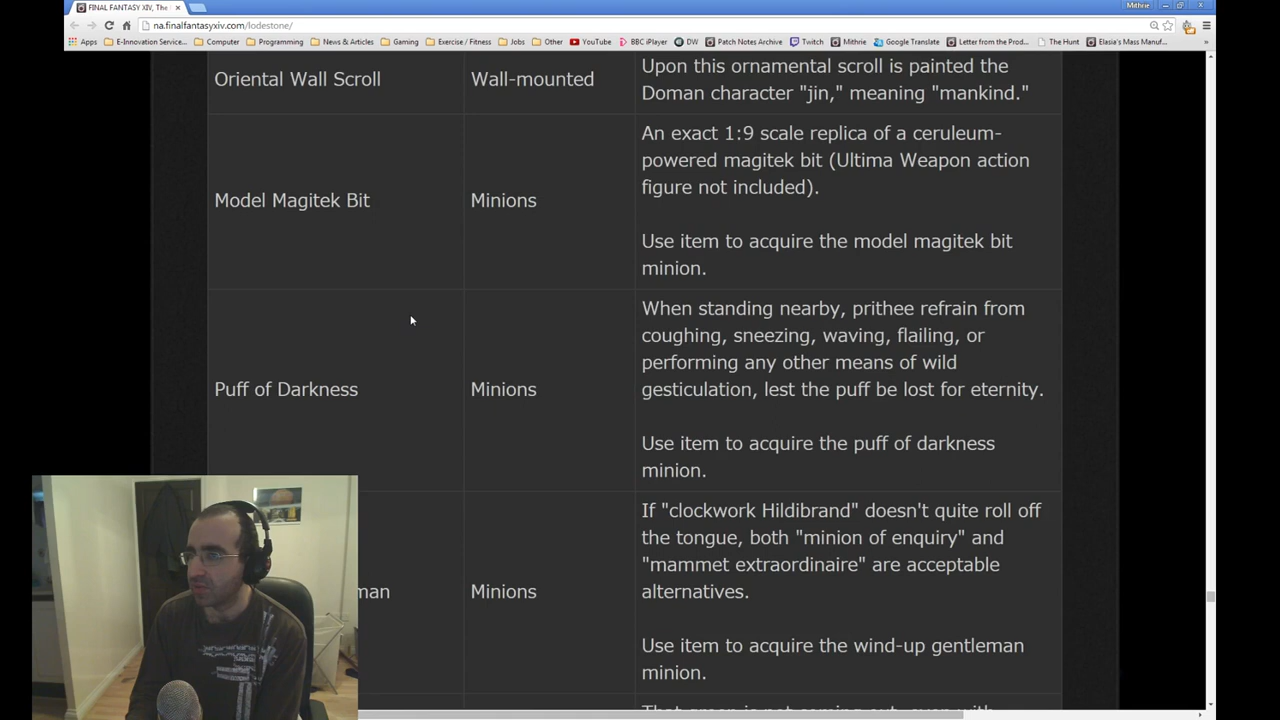 FINAL FANTASY XIV, The
Mithrie
na.finalfantasyxiv.com/lodestone/
Apps
E-Innovation Service...
Computer
Programming
News & Articles
Gaming
Exercise / Fitness
Jobs
Other
YouTube
BBC iPlayer
DW
Patch Notes Archive
Twitch
Mithrie
Google Translate
Letter from the Prod...
The Hunt
Elasia's Mass Manuf...
Oriental Wall Scroll
Wall-mounted
Upon this ornamental scroll is painted the
Doman character "jin," meaning "mankind."
Model Magitek Bit
Minions
An exact 1:9 scale replica of a ceruleum-
powered magitek bit (Ultima Weapon action
figure not included).
Use item to acquire the model magitek bit
minion.
Puff of Darkness
Minions
When standing nearby, prithee refrain from
coughing, sneezing, waving, flailing, or
performing any other means of wild
gesticulation, lest the puff be lost for eternity.
Use item to acquire the puff of darkness
minion.
man
Minions
If "clockwork Hildibrand" doesn't quite roll off
the tongue, both "minion of enquiry" and
"mammet extraordinaire" are acceptable
alternatives.
Use item to acquire the wind-up gentleman
minion.